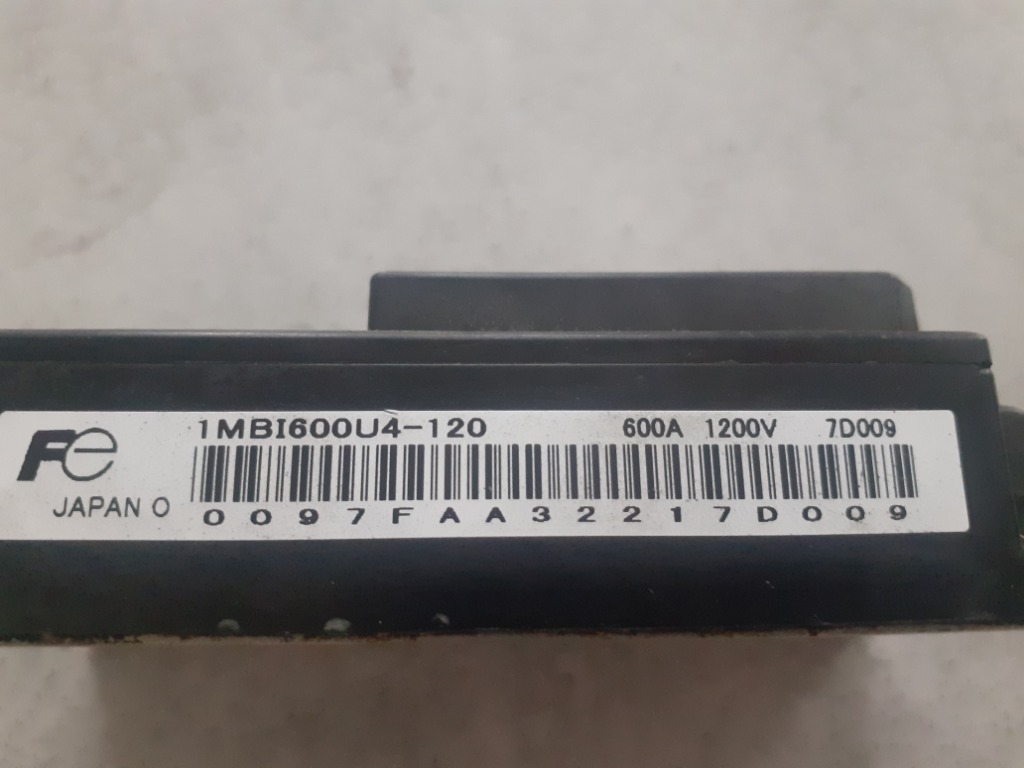 Fe
1MBI600U4-120 600A 1200V 7D009
JAPAN O
0097FAA32217D009